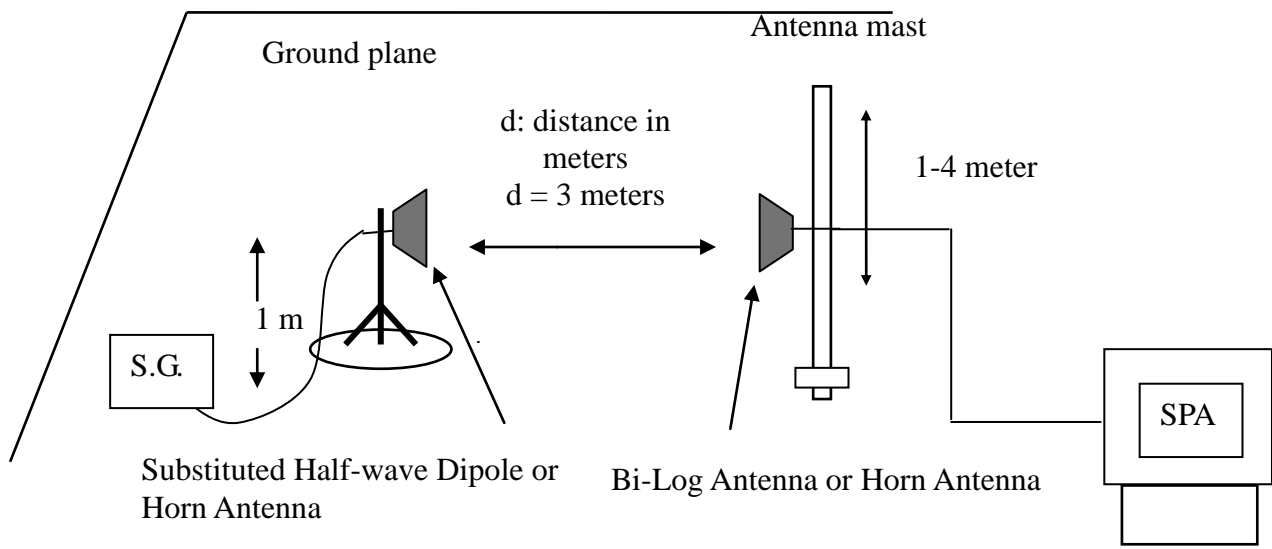 Ground plane
Antenna mast
d: distance in
meters
d = 3 meters
1-4 meter
1 m
S.G.
SPA
Substituted Half-wave Dipole or
Horn Antenna
Bi-Log Antenna or Horn Antenna